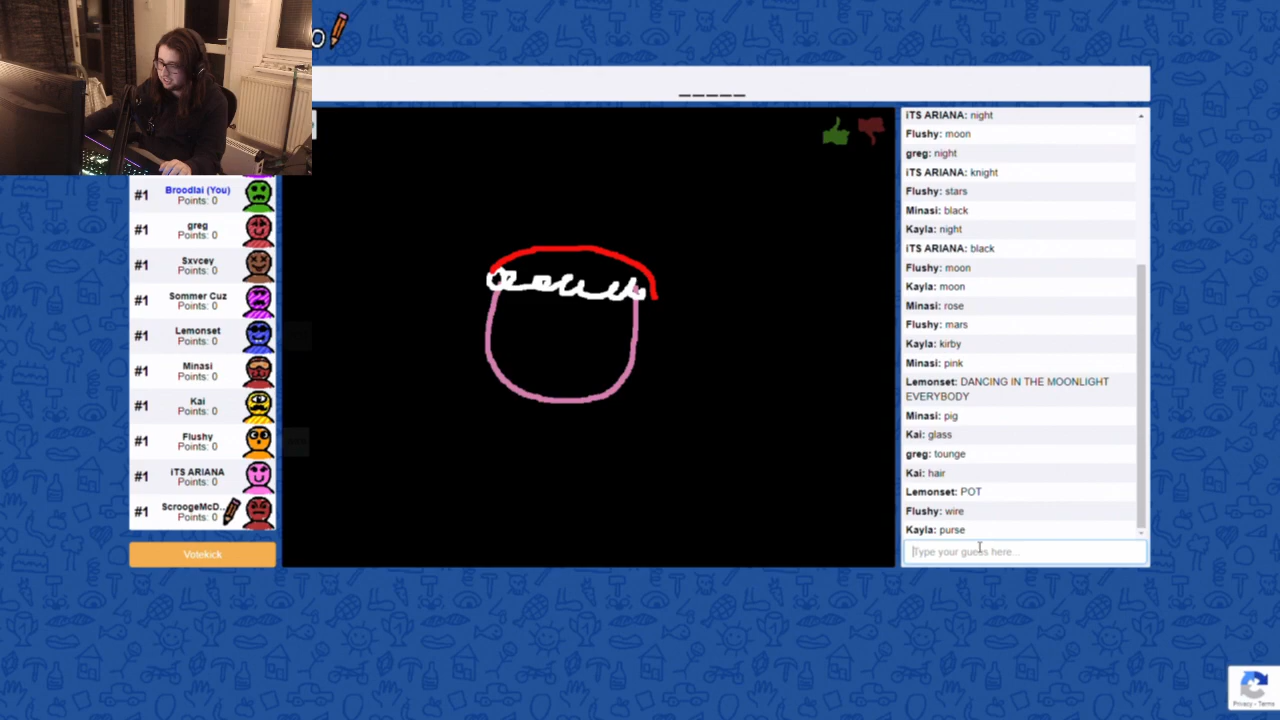 _____
iTS ARIANA: night
Flushy: moon
greg: night
iTS ARIANA: knight
Flushy: stars
Minasi: black
Kayla: night
iTS ARIANA: black
Flushy: moon
Kayla: moon
Minasi: rose
Flushy: mars
Kayla: kirby
Minasi: pink
Lemonset: DANCING IN THE MOONLIGHT
EVERYBODY
Minasi: pig
Kai: glass
greg: tounge
Kai: hair
Lemonset: POT
Flushy: wire
Kayla: purse
Type your guess here...
#1 Broodlai (You)
Points: 0
#1 greg
Points: 0
#1 Sxvcey
Points: 0
#1 Sommer Cuz
Points: 0
#1 Lemonset
Points: 0
#1 Minasi
Points: 0
#1 Kai
Points: 0
#1 Flushy
Points: 0
#1 iTS ARIANA
Points: 0
#1 ScroogeMcD..
Points: 0
Votekick
Privacy - Terms